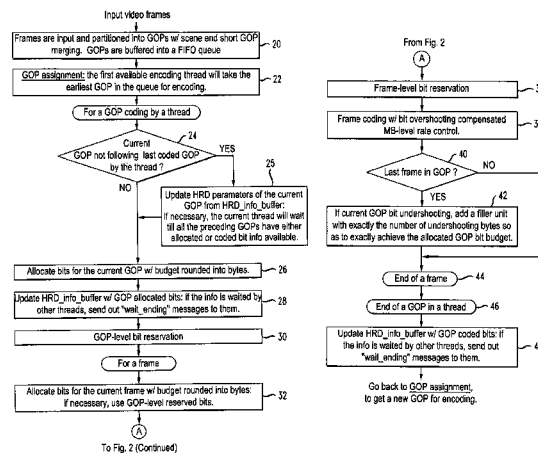 Input video frames
Frames are input and partitioned into GOPs w/ scene end short GOP
merging. GOPs are buffered into a FIFO queue
20
GOP assignment: the first available encoding thread will take the
earliest GOP in the queue for encoding.
22
For a GOP coding by a thread
24
Current
GOP not following last coded GOP
by the thread ?
YES
NO
25
Update HRD parameters of the current
GOP from HRD_info_buffer:
If necessary, the current thread will wait
till all the preceding GOPs have either
allocated or coded bit info available.
Allocate bits for the current GOP w/ budget rounded into bytes.
26
Update HRD_info_buffer w/ GOP allocated bits: if the info is waited by
other threads, send out "wait_ending" messages to them.
28
GOP-level bit reservation
30
For a frame
Allocate bits for the current frame w/ budget rounded into bytes:
if necessary, use GOP-level reserved bits.
32
A
To Fig. 2 (Continued)
From Fig. 2
A
Frame-level bit reservation
Frame coding w/ bit overshooting compensated
MB-level rate control.
40
Last frame in GOP ?
NO
YES
42
If current GOP bit undershooting, add a filler unit
with exactly the number of undershooting bytes so
as to exactly achieve the allocated GOP bit budget.
End of a frame
44
End of a GOP in a thread
46
Update HRD_info_buffer w/ GOP coded bits: if
the info is waited by other threads, send out
"wait_ending" messages to them.
Go back to GOP assignment,
to get a new GOP for encoding.